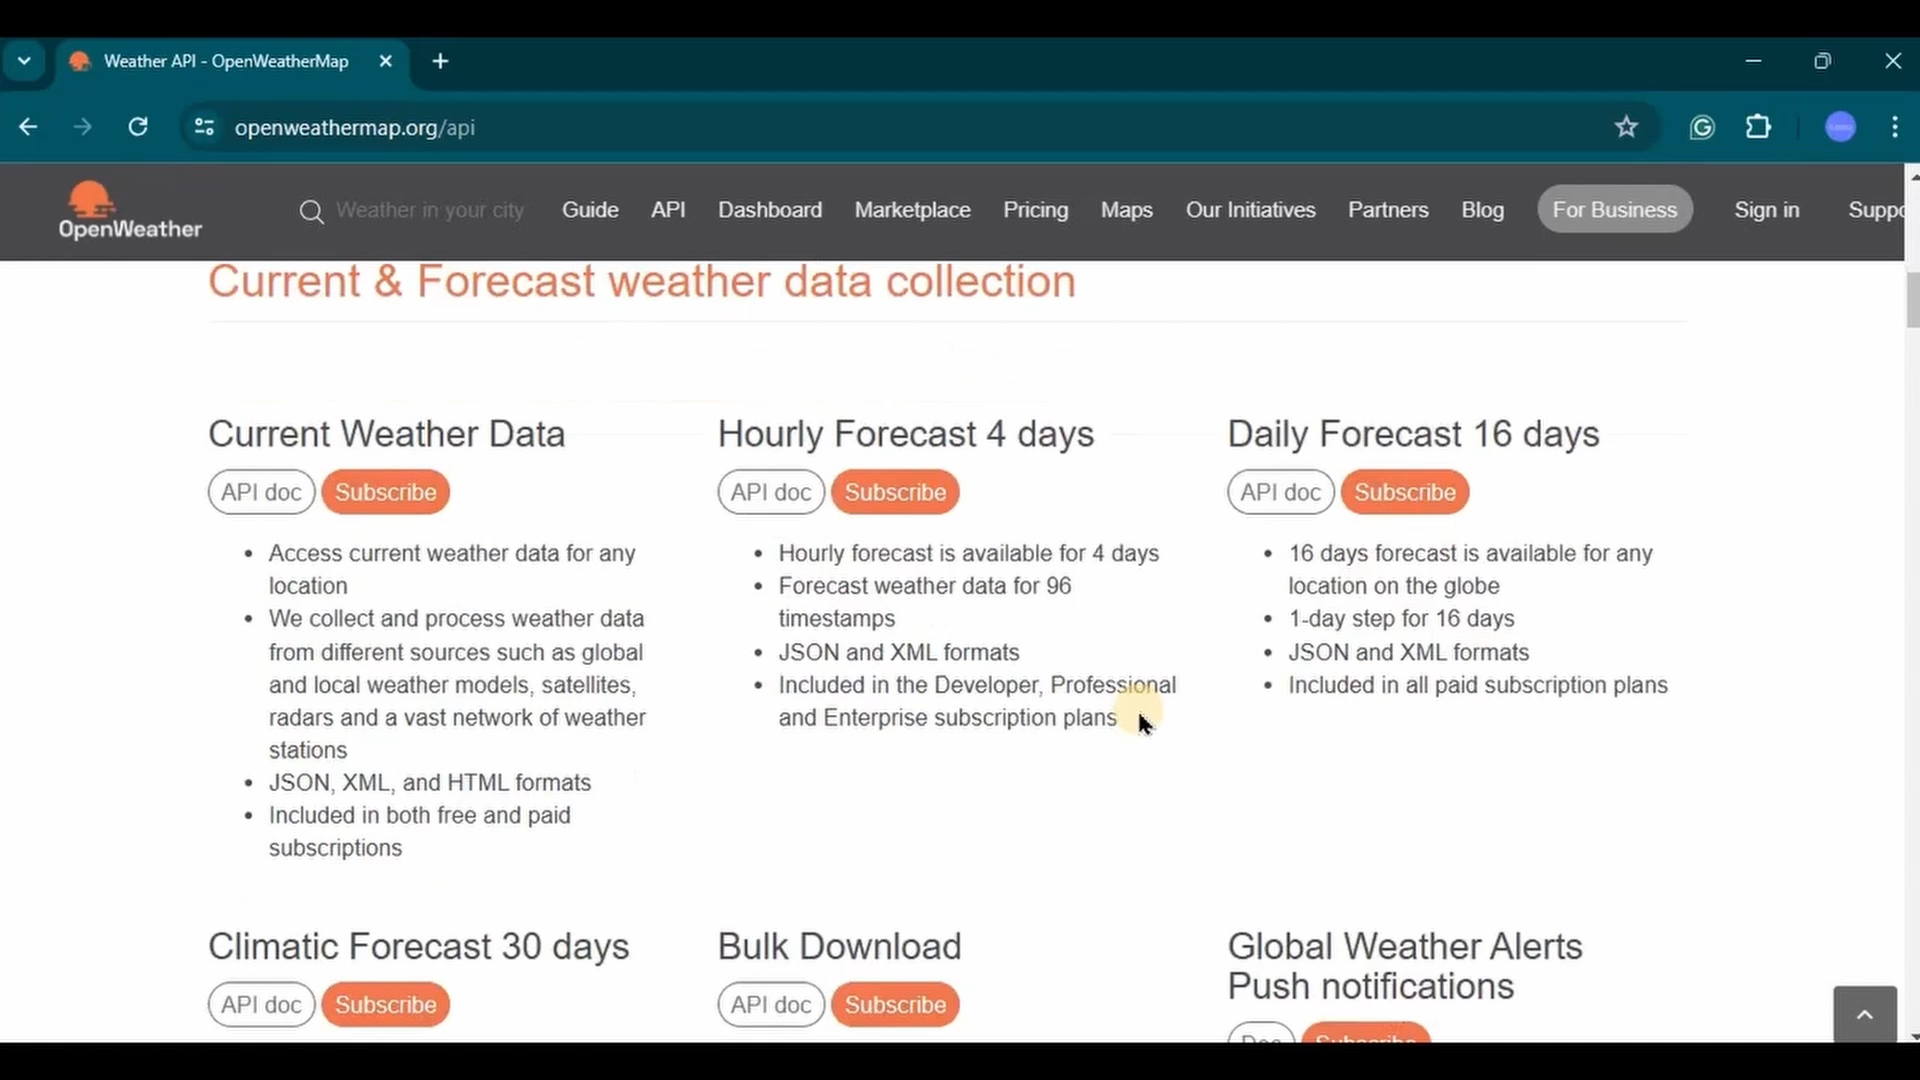 Weather API - OpenWeatherMap
openweathermap.org/api
OpenWeather
Weather in your city
Guide
API
Dashboard
Marketplace
Pricing
Maps
Our Initiatives
Partners
Blog
For Business
Sign in
Suppo
Current & Forecast weather data collection
Current Weather Data
API doc Subscribe
• Access current weather data for any
location
• We collect and process weather data
from different sources such as global
and local weather models, satellites,
radars and a vast network of weather
stations
• JSON, XML, and HTML formats
• Included in both free and paid
subscriptions
Hourly Forecast 4 days
API doc Subscribe
• Hourly forecast is available for 4 days
• Forecast weather data for 96
timestamps
• JSON and XML formats
• Included in the Developer, Professional
and Enterprise subscription plans
Daily Forecast 16 days
API doc Subscribe
• 16 days forecast is available for any
location on the globe
• 1-day step for 16 days
• JSON and XML formats
• Included in all paid subscription plans
Climatic Forecast 30 days
API doc Subscribe
Bulk Download
API doc Subscribe
Global Weather Alerts
Push notifications
Doc Subscribe